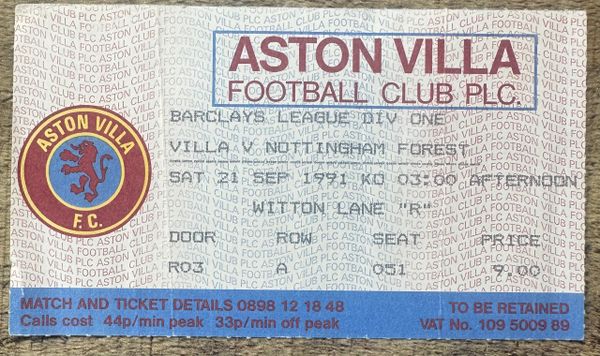 ASTON VILLA
FOOTBALL CLUB PLC.
ASTON VILLA
F.C.
BARCLAYS LEAGUE DIV ONE
VILLA V NOTTINGHAM FOREST
SAT 21 SEP 1991 KO 03:00 AFTERNOON
WITTON LANE "R"
DOOR ROW SEAT PRICE
R03 A 051 9.00
MATCH AND TICKET DETAILS 0898 12 18 48 TO BE RETAINED
Calls cost 44p/min peak 33p/min off peak VAT No. 109 5009 89